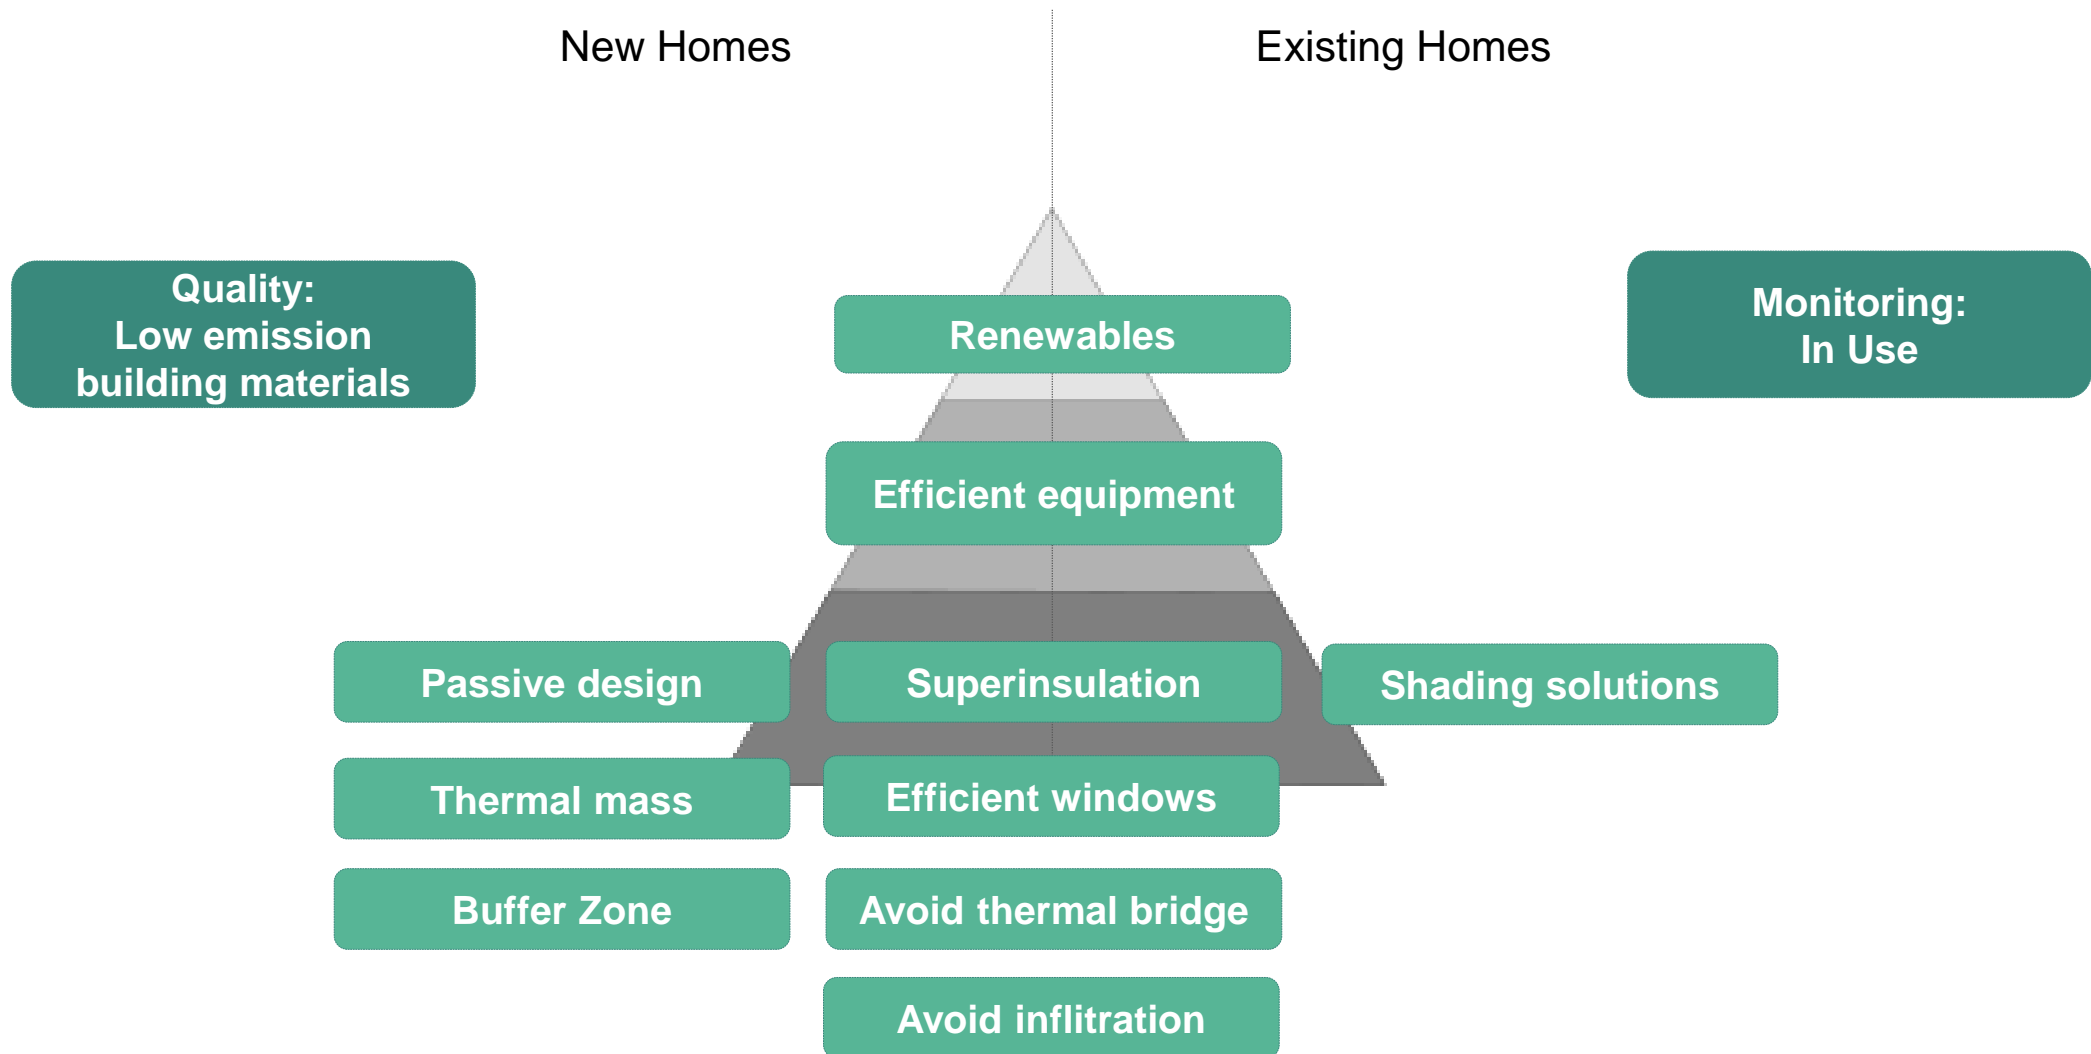 New Homes
Existing Homes
Quality:
Low emission
building materials
Renewables
Monitoring:
In Use
Efficient equipment
Passive design
Superinsulation
Shading solutions
Thermal mass
Efficient windows
Buffer Zone
Avoid thermal bridge
Avoid inflitration